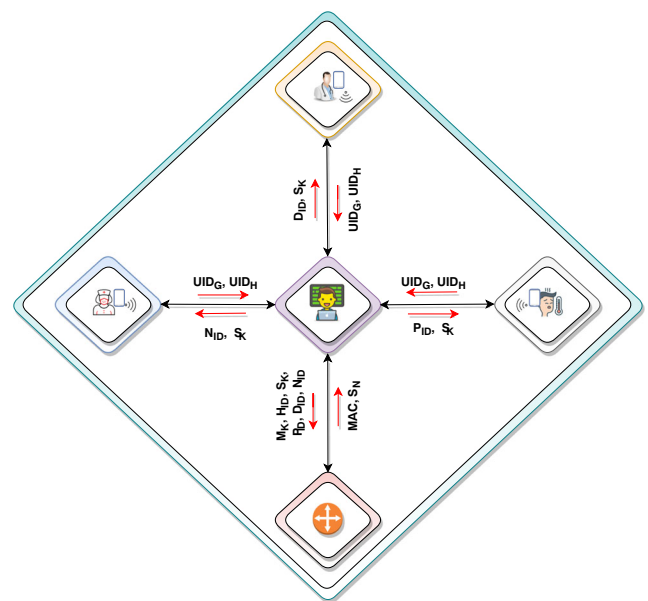 D_ID, S_K
UID_G, UID_H
UID_G, UID_H
N_ID, S_K
UID_G, UID_H
P_ID, S_K
M_K, H_ID, S_K,
P_ID, D_ID, N_ID
MAC, S_N